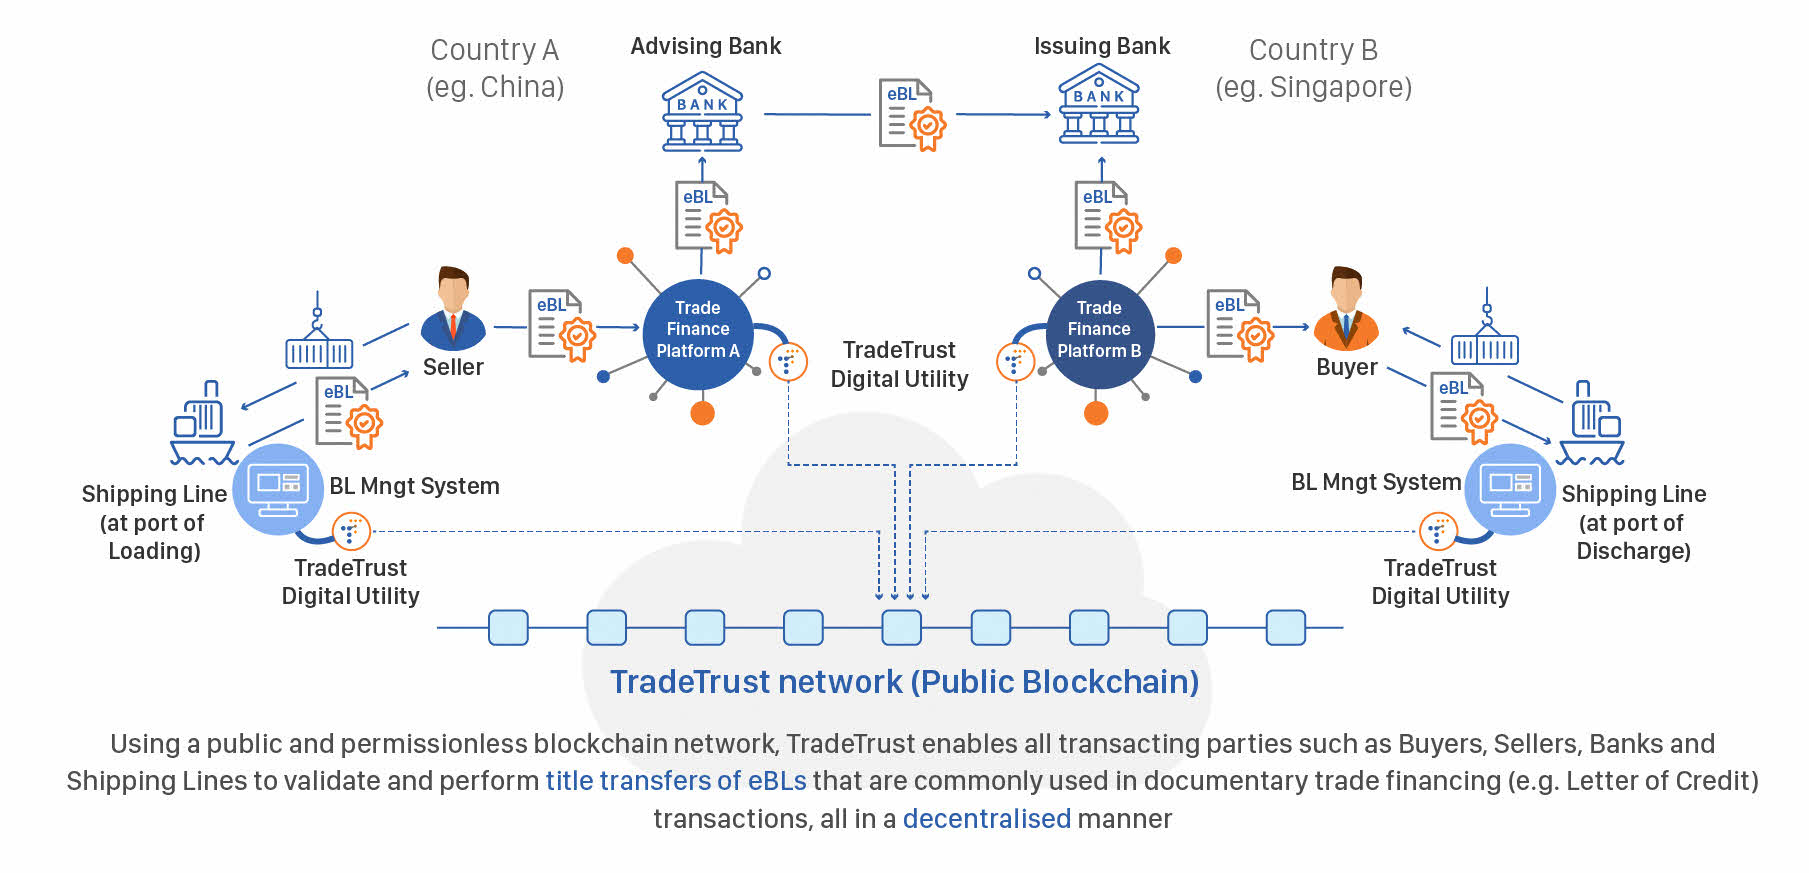 Country A
(eg. China)
Advising Bank
Issuing Bank
Country B
(eg. Singapore)
BANK
eBL
BANK
eBL
eBL
eBL
Trade
Finance
Platform A
Trade
Finance
Platform B
eBL
Seller
TradeTrust
Digital Utility
Buyer
eBL
eBL
Shipping Line
(at port of
Loading)
BL Mngt System
BL Mngt System
Shipping Line
(at port of
Discharge)
TradeTrust
Digital Utility
TradeTrust
Digital Utility
TradeTrust network (Public Blockchain)
Using a public and permissionless blockchain network, TradeTrust enables all transacting parties such as Buyers, Sellers, Banks and
Shipping Lines to validate and perform title transfers of eBLs that are commonly used in documentary trade financing (e.g. Letter of Credit)
transactions, all in a decentralised manner